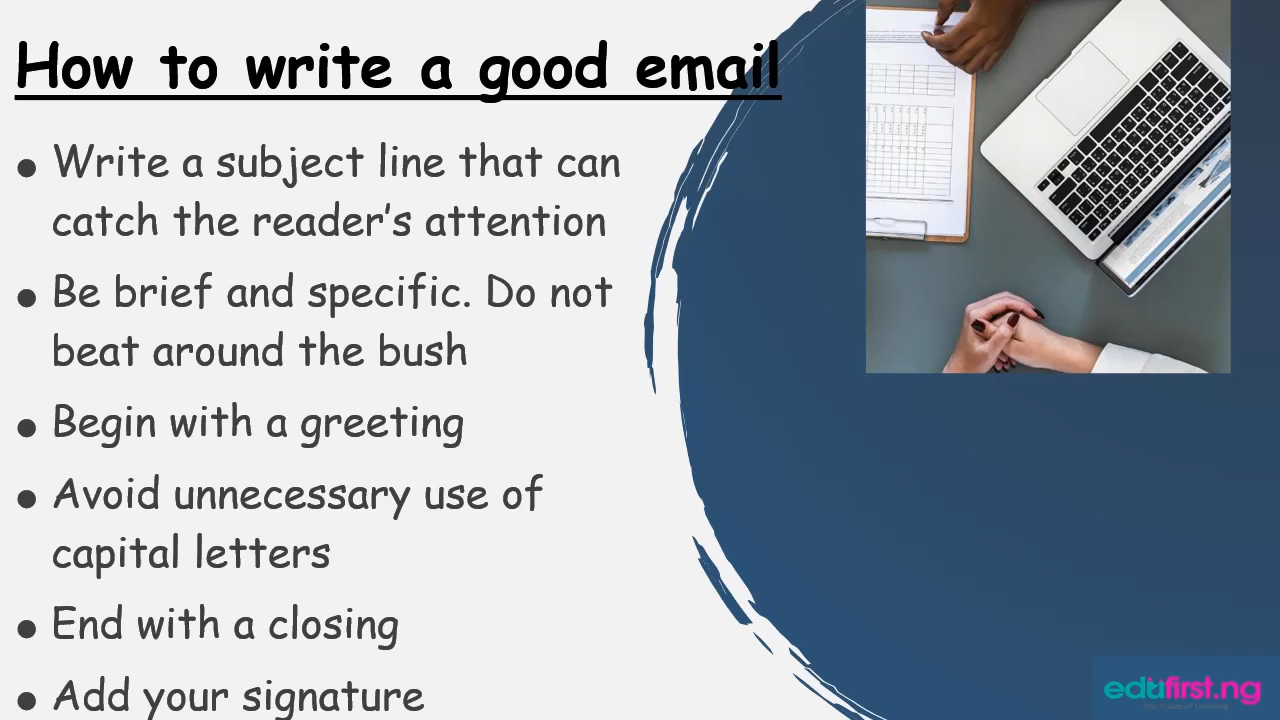 How to write a good email
• Write a subject line that can
catch the reader's attention
• Be brief and specific. Do not
beat around the bush
• Begin with a greeting
• Avoid unnecessary use of
capital letters
• End with a closing
• Add your signature
edufirst.ng